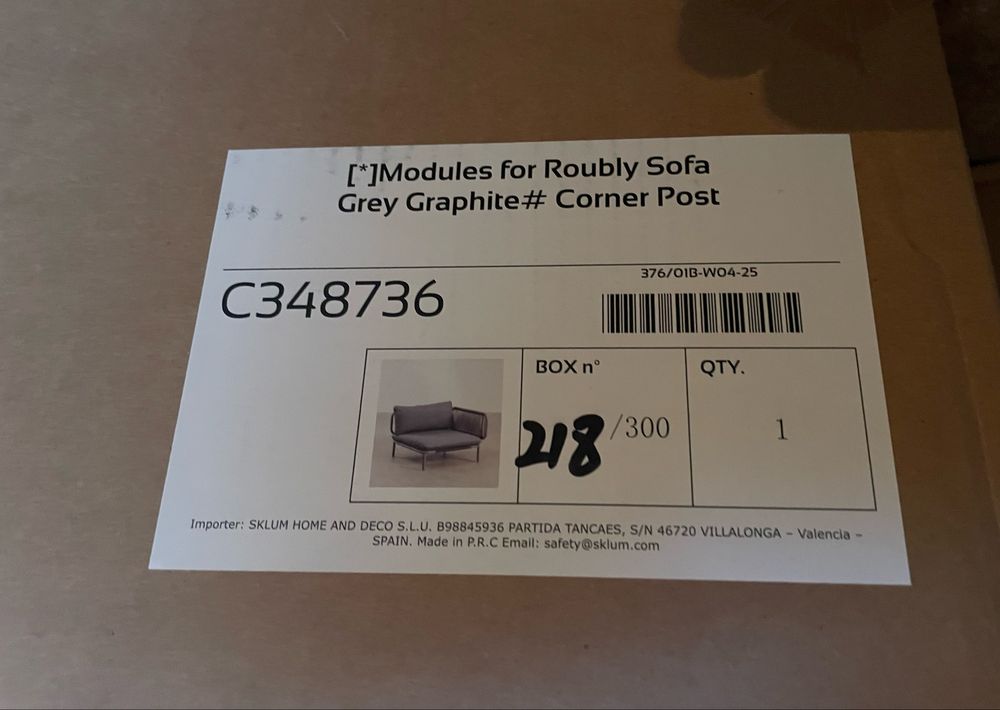 [*]Modules for Roubly Sofa
Grey Graphite# Corner Post
376/01B-W04-25
C348736
BOX n°
QTY.
218/300
1
Importer: SKLUM HOME AND DECO S.L.U. B98845936 PARTIDA TANCAES, S/N 46720 VILLALONGA – Valencia –
SPAIN. Made in P.R.C Email: safety@sklum.com